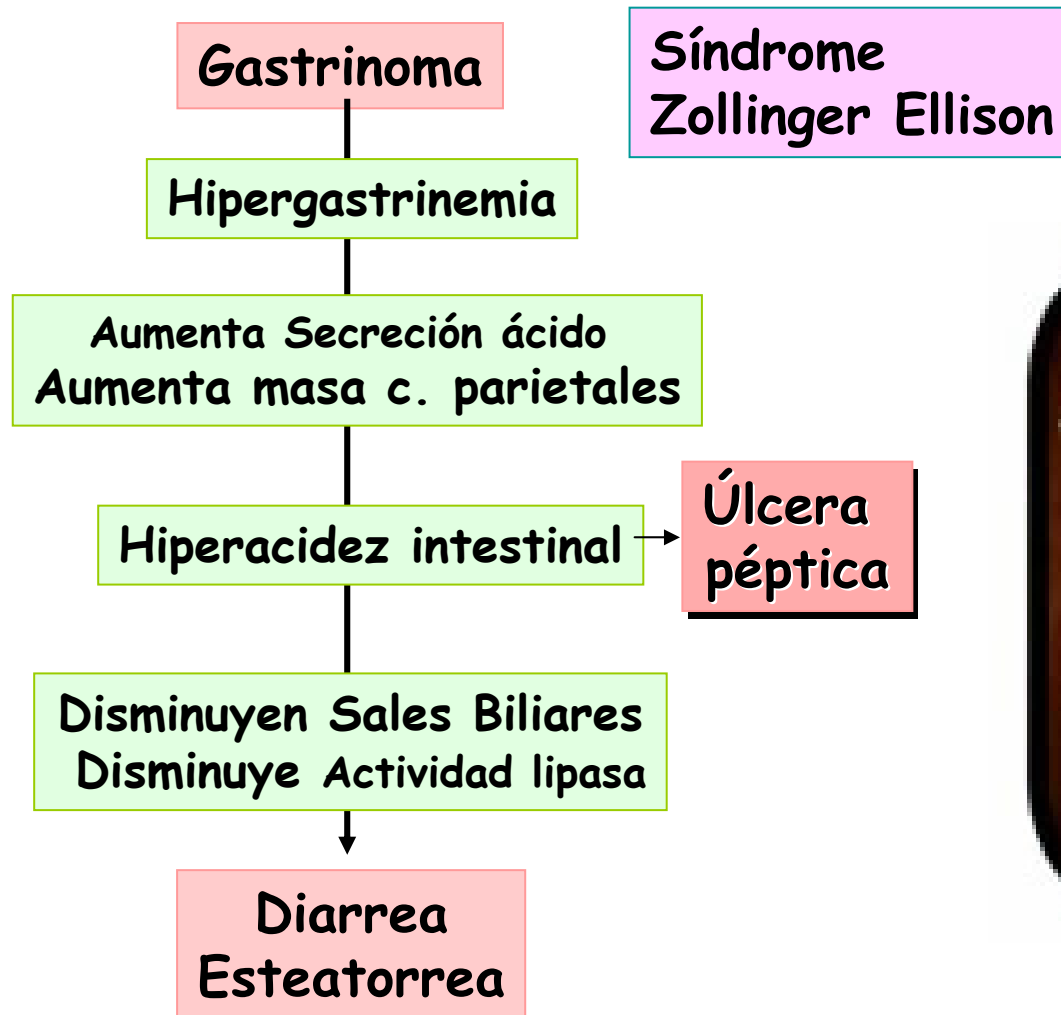 Gastrinoma
Síndrome
Zollinger Ellison
Hipergastrinemia
Aumenta Secreción ácido
Aumenta masa c. parietales
Hiperacidez intestinal
Úlcera
péptica
Disminuyen Sales Biliares
Disminuye Actividad lipasa
Diarrea
Esteatorrea